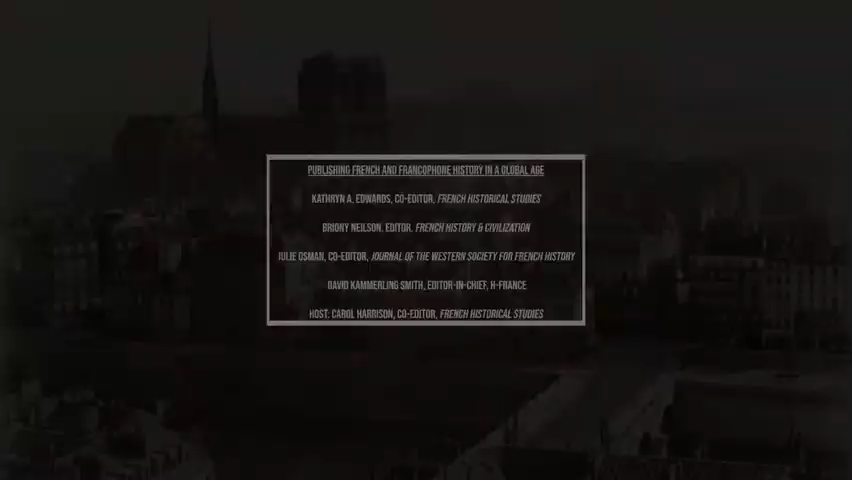 PUBLISHING FRENCH AND FRANCOPHONE HISTORY IN A GLOBAL AGE
KATHRYN A. EDWARDS, CO-EDITOR, FRENCH HISTORICAL STUDIES
BRIONY NEILSON, EDITOR, FRENCH HISTORY & CIVILIZATION
JULIE OSMAN, CO-EDITOR, JOURNAL OF THE WESTERN SOCIETY FOR FRENCH HISTORY
DAVID KAMMERLING SMITH, EDITOR-IN-CHIEF, H-FRANCE
HOST: CAROL HARRISON, CO-EDITOR, FRENCH HISTORICAL STUDIES